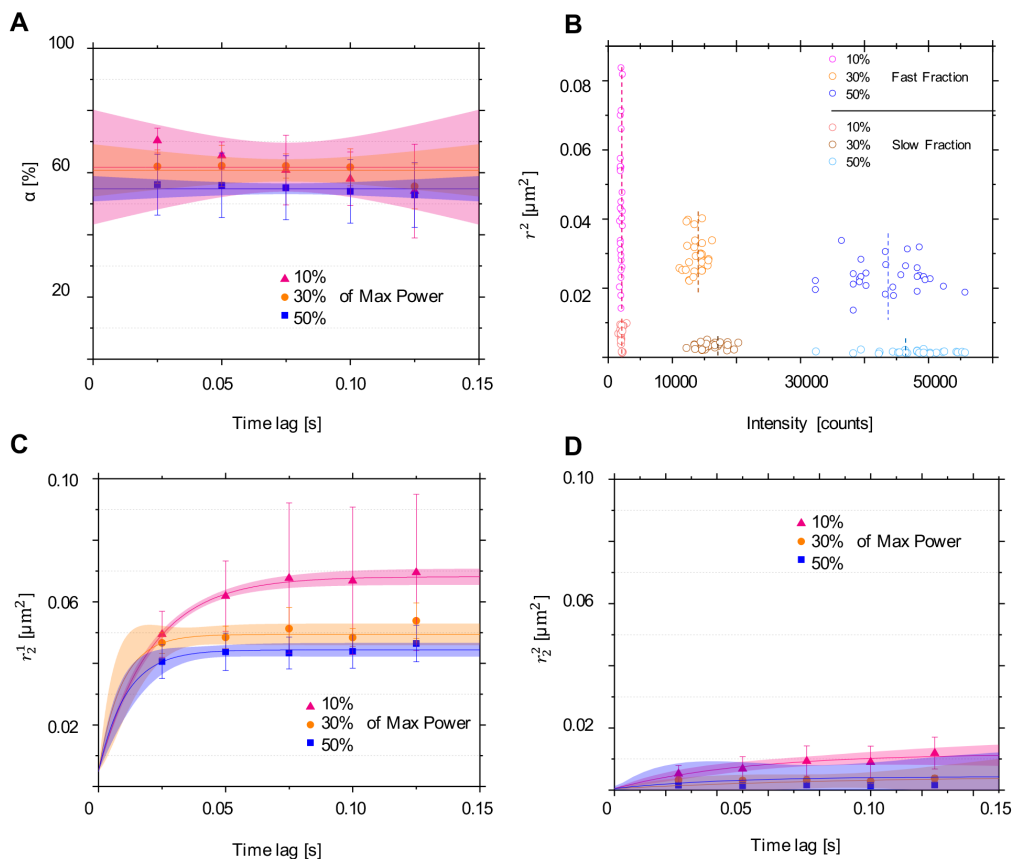 A
100
60
20
α [%]
0
0.05
0.10
0.15
Time lag [s]
10%
30% of Max Power
50%
B
0.08
0.06
0.04
0.02
r² [µm²]
0
10000
30000
50000
Intensity [counts]
10%
30% Fast Fraction
50%
10%
30% Slow Fraction
50%
C
0.10
0.06
0.02
r₂¹ [µm²]
0
0.05
0.10
0.15
Time lag [s]
10%
30% of Max Power
50%
D
0.10
0.06
0.02
r₂² [µm²]
0
0.05
0.10
0.15
Time lag [s]
10%
30% of Max Power
50%